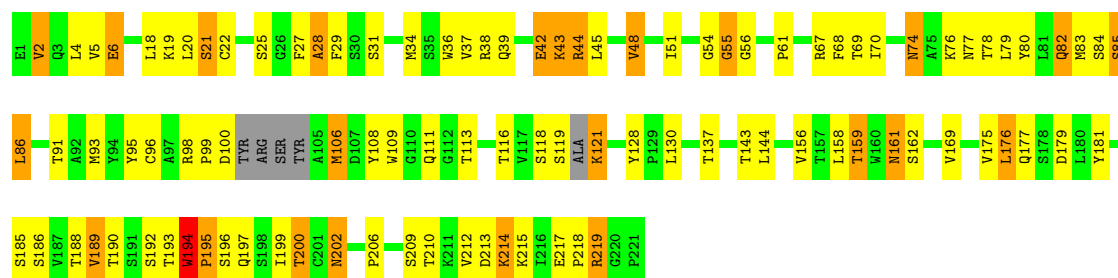 E1 V2 Q3 L4 V5 E6 L18 K19 L20 S21 C22 S25 G26 F27 A28 F29 S30 S31 M34 S35 W36 V37 R38 Q39 E42 K43 R44 L45 V48 I51 G54 G53 G56 P61 R67 F68 T69 I70 N74 A75 K76 N77 T78 L79 Y80 L81 Q82 M83 S84 S85
L86 T91 A92 M93 Y94 Y95 C96 A97 R98 P99 D100 TYR ARG SER TYR A105 M106 D107 Y108 W109 G110 Q111 G112 T113 T116 V117 S118 S119 ALA K121 Y128 P129 L130 T137 T143 L144 V156 T157 L158 T159 W160 N161 S162 V169 V175 L176 Q177 S178 D179 L180 Y181
S185 S186 V187 T188 V189 T190 S191 S192 T193 W194 P195 S196 Q197 S198 I199 T200 C201 N202 P206 S209 T210 K211 V212 D213 K214 K215 I216 E217 P218 R219 G220 P221